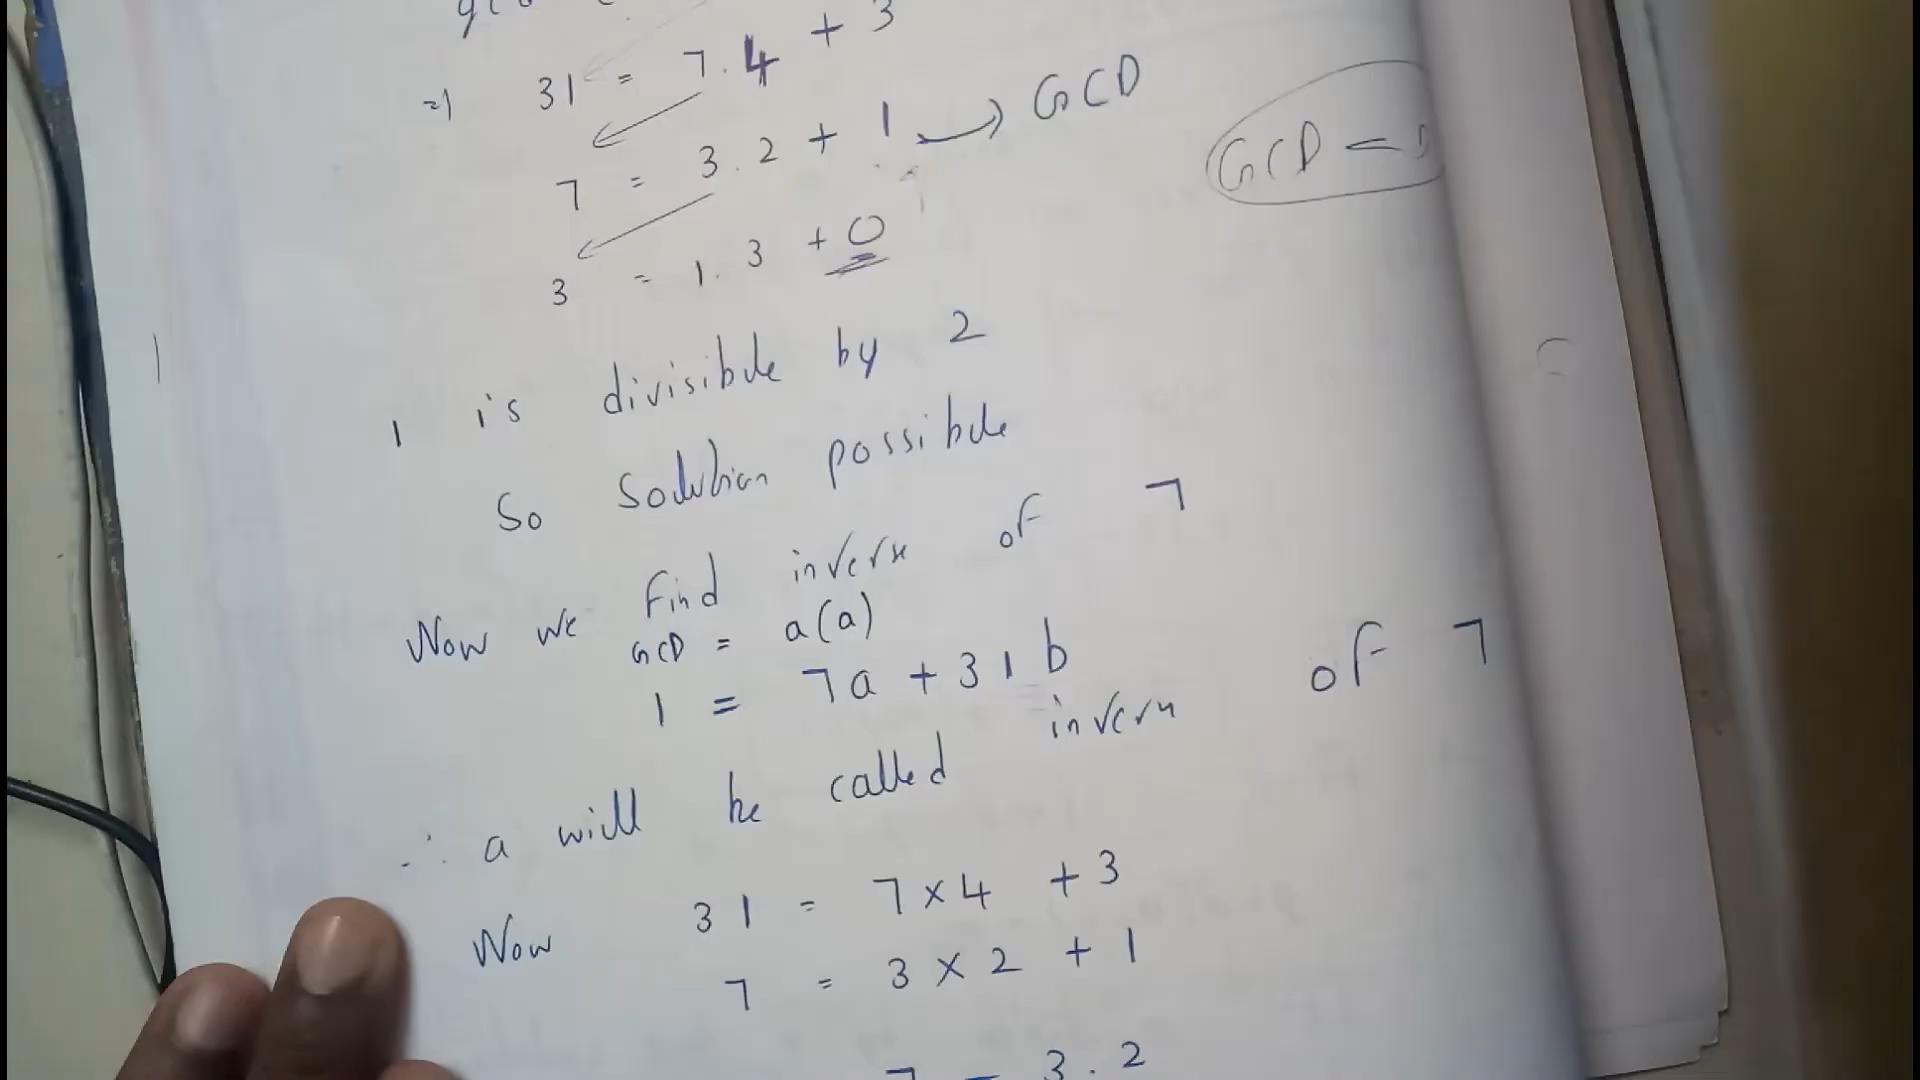 =) 31 = 7.4 + 3
7 = 3.2 + 1 → GCD
GCD =
3 = 1.3 + 0
1 is divisible by 2
So solution possible
Now we find inverse of 7
GCD = a(a)
1 = 7a + 31b
∴ a will be called inverse of 7
Now 31 = 7×4 + 3
7 = 3×2 + 1
7 - 3.2